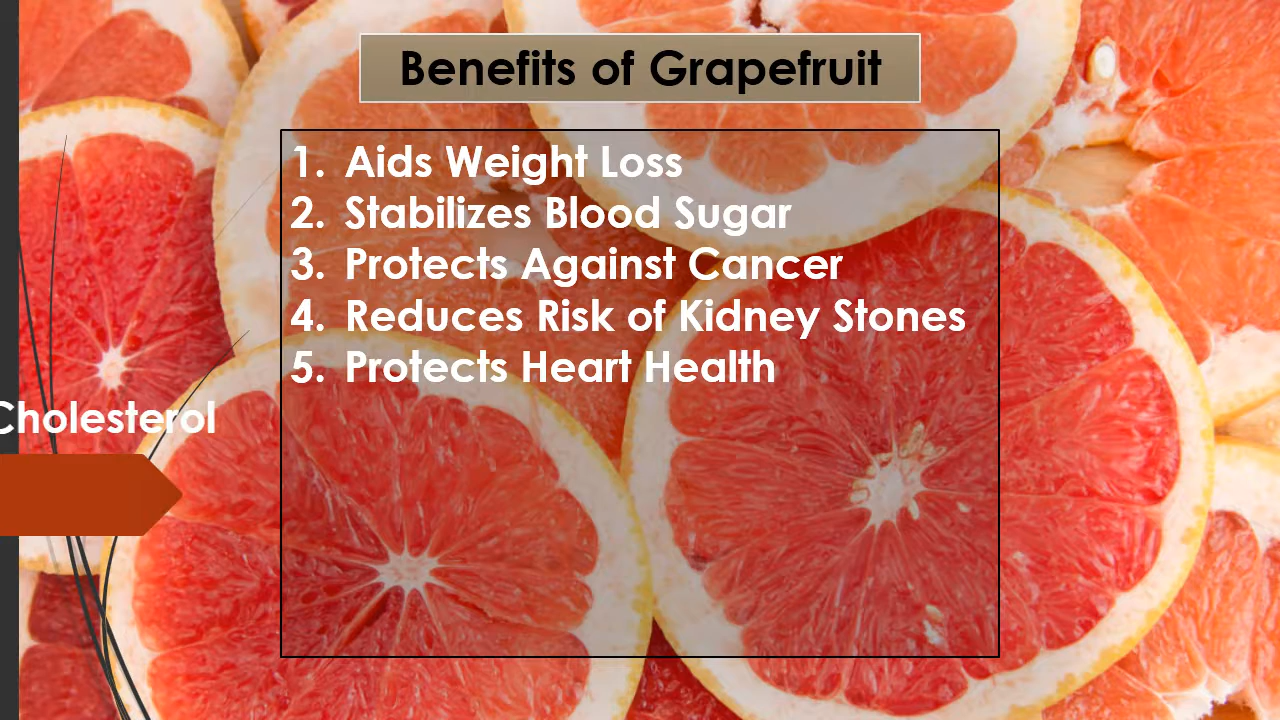 Benefits of Grapefruit
1. Aids Weight Loss
2. Stabilizes Blood Sugar
3. Protects Against Cancer
4. Reduces Risk of Kidney Stones
5. Protects Heart Health
Cholesterol